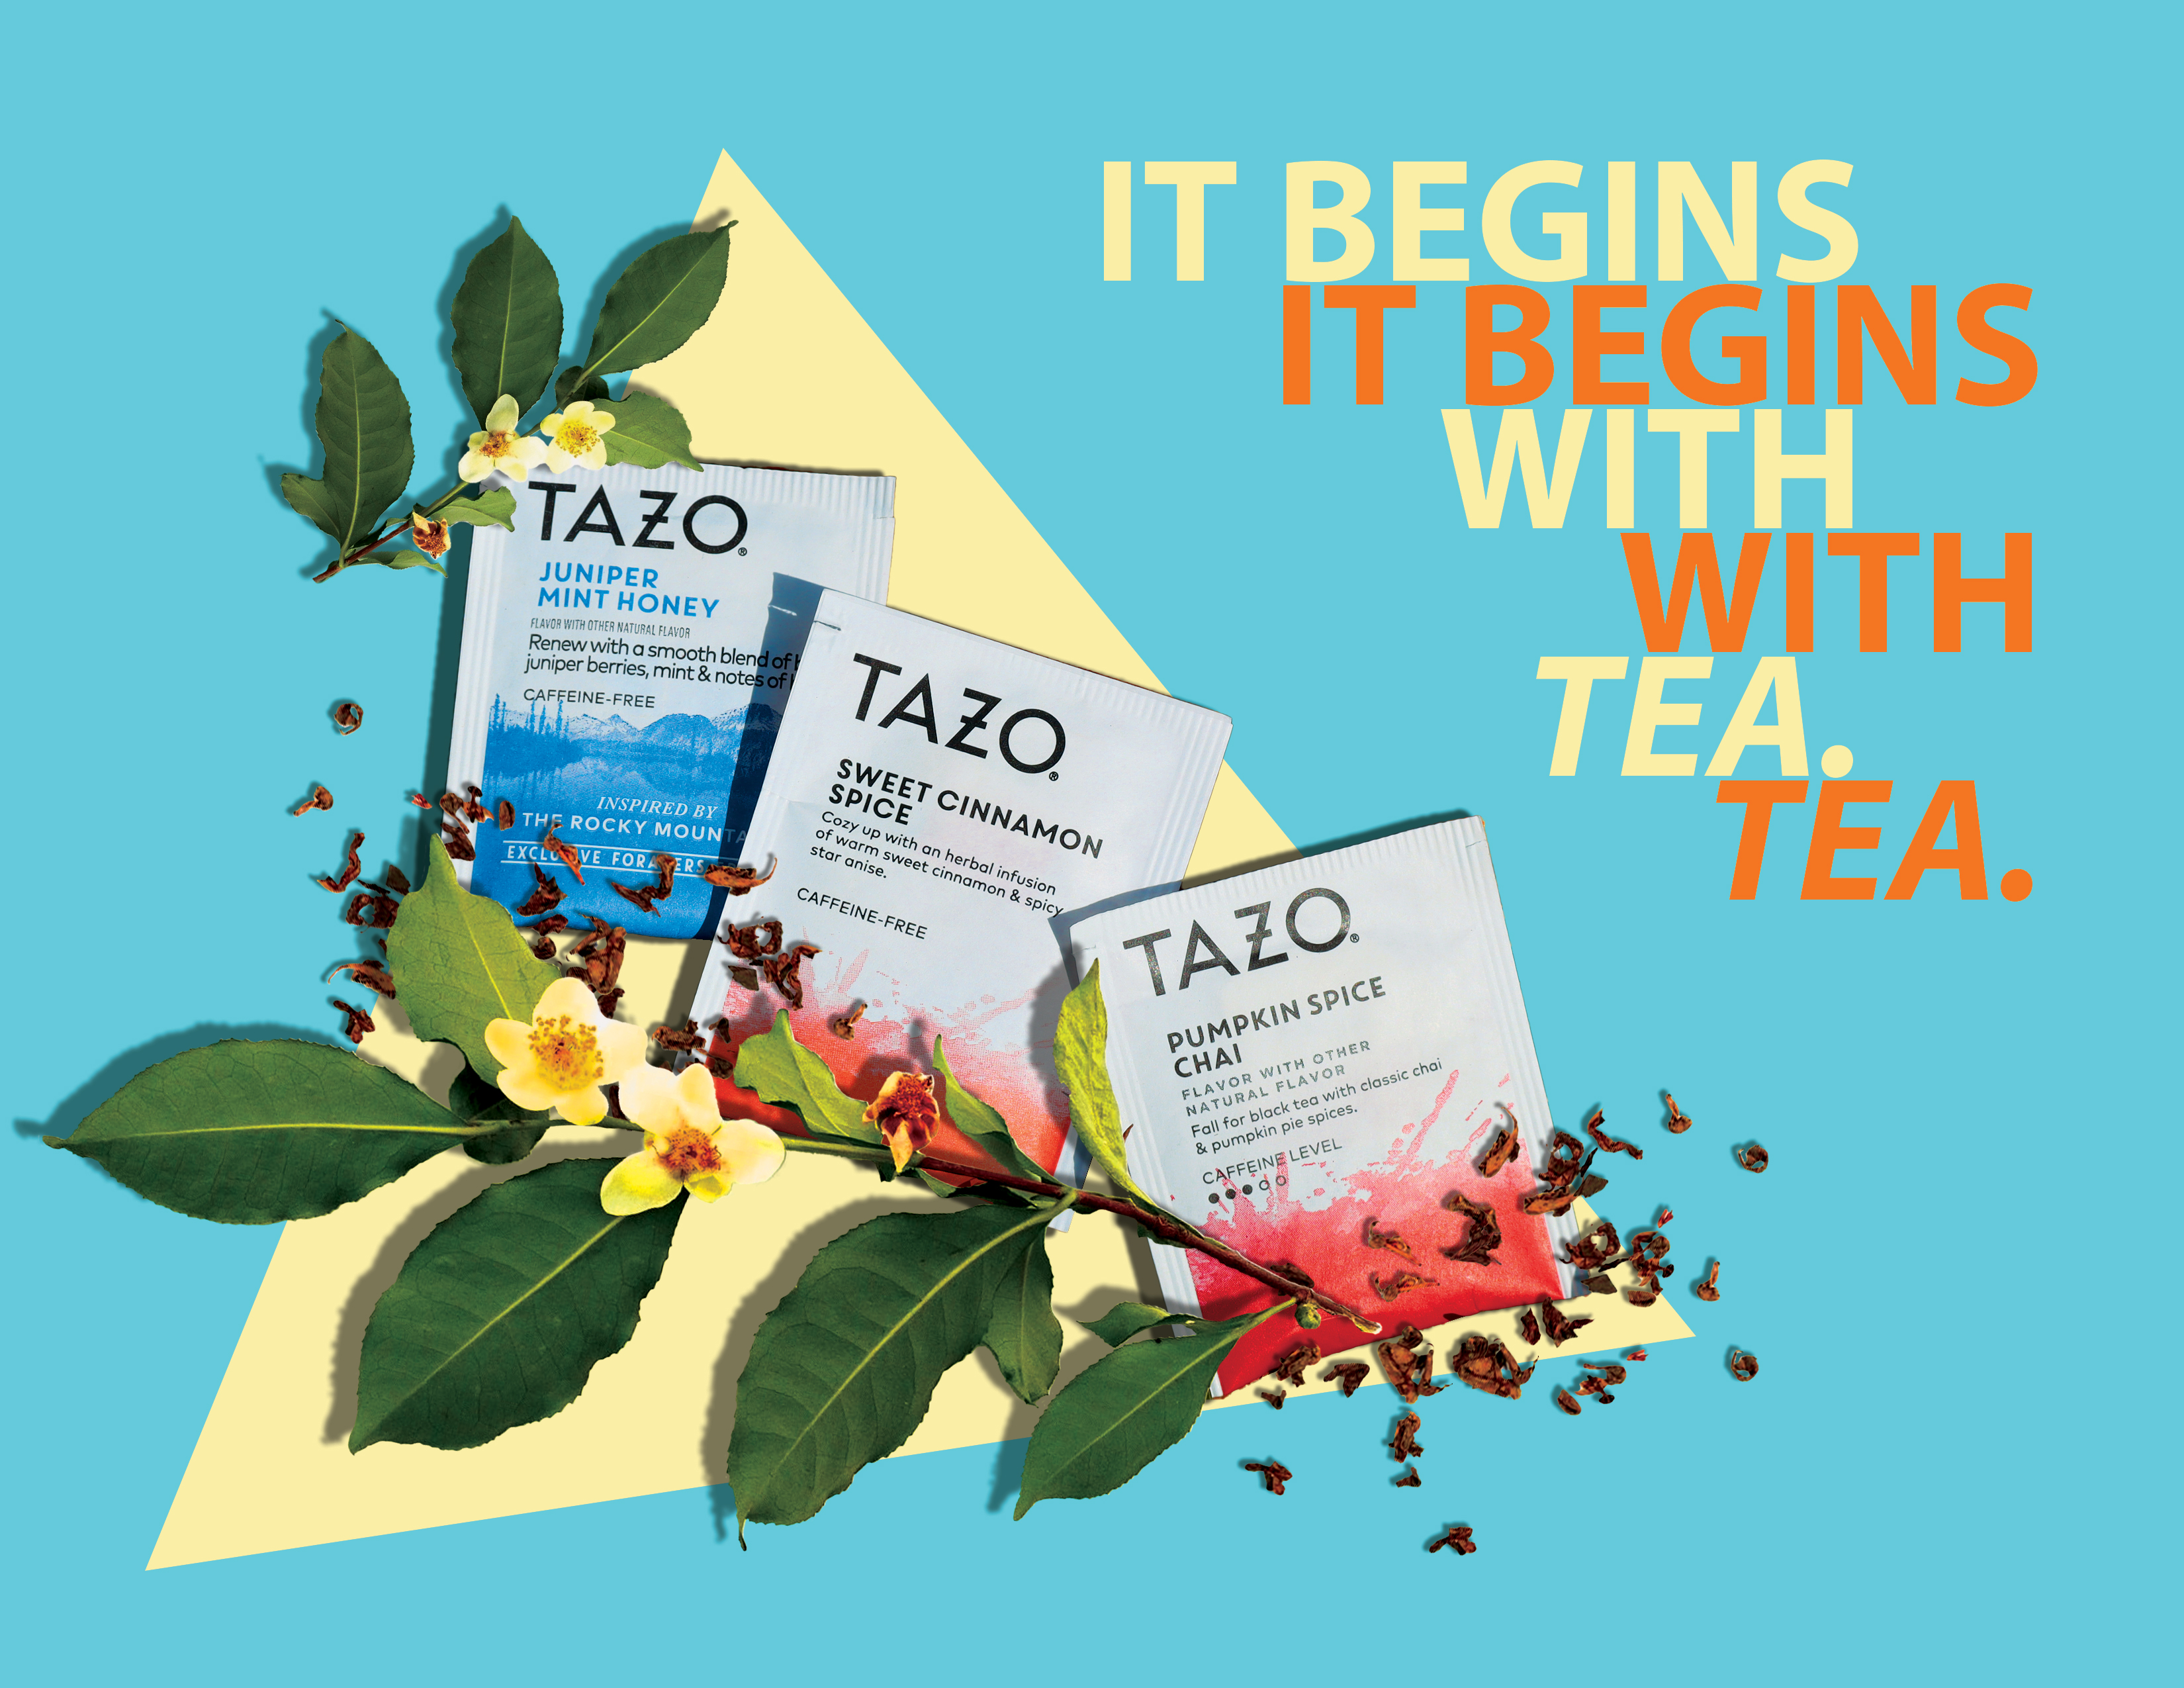 IT BEGINS
IT BEGINS
WITH
WITH
TEA.
TEA.
TAZO®
JUNIPER
MINT HONEY
FLAVOR WITH OTHER NATURAL FLAVOR
Renew with a smooth blend of
juniper berries, mint & notes of
CAFFEINE-FREE
INSPIRED BY
THE ROCKY
TAZO®
SWEET CINNAMON
SPICE
Cozy up with an herbal infusion
of warm sweet cinnamon & spicy
star anise.
CAFFEINE-FREE
TAZO®
PUMPKIN SPICE
CHAI
FLAVOR WITH OTHER
NATURAL FLAVOR
Fall for black tea with classic chai
& pumpkin pie spices.
CAFFEINE LEVEL